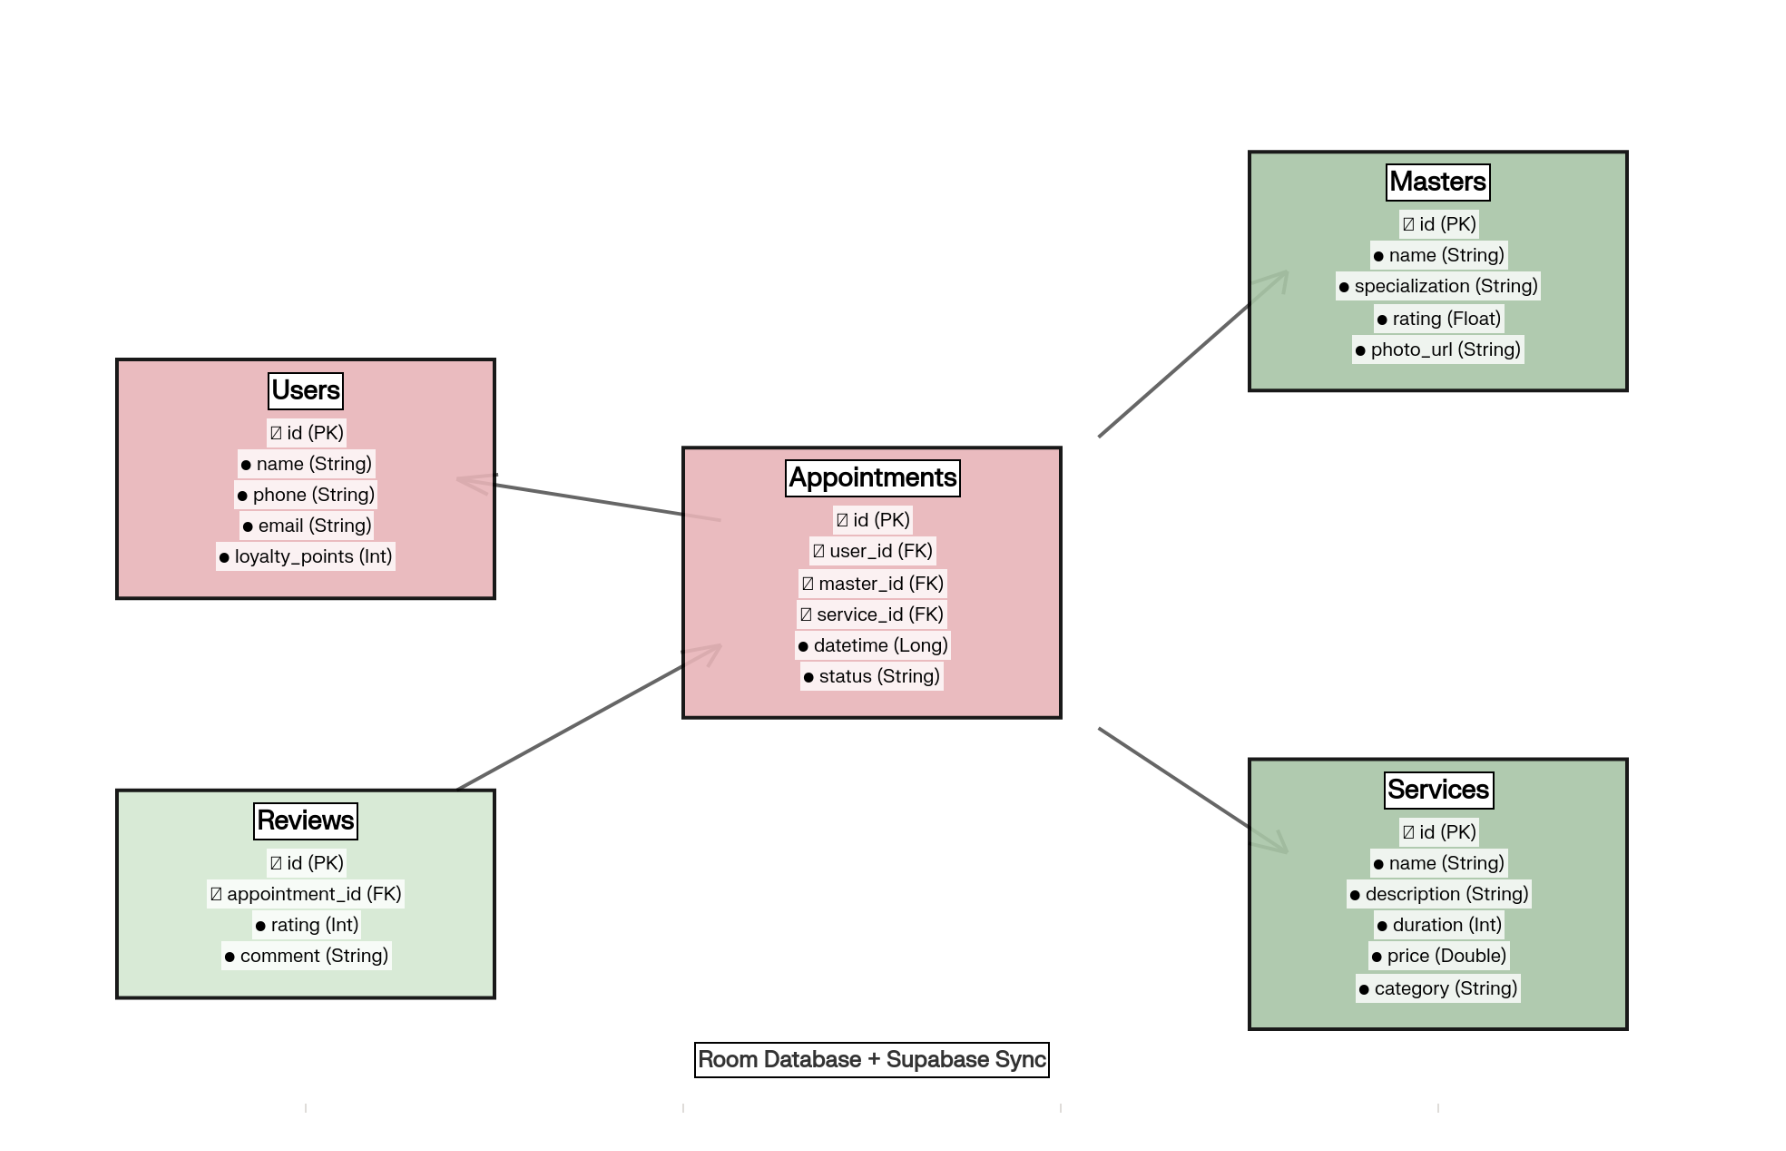 Masters
id (PK)
● name (String)
● specialization (String)
● rating (Float)
● photo_url (String)
Users
id (PK)
● name (String)
● phone (String)
● email (String)
● loyalty_points (Int)
Appointments
id (PK)
user_id (FK)
master_id (FK)
service_id (FK)
● datetime (Long)
● status (String)
Reviews
id (PK)
appointment_id (FK)
● rating (Int)
● comment (String)
Services
id (PK)
● name (String)
● description (String)
● duration (Int)
● price (Double)
● category (String)
Room Database + Supabase Sync